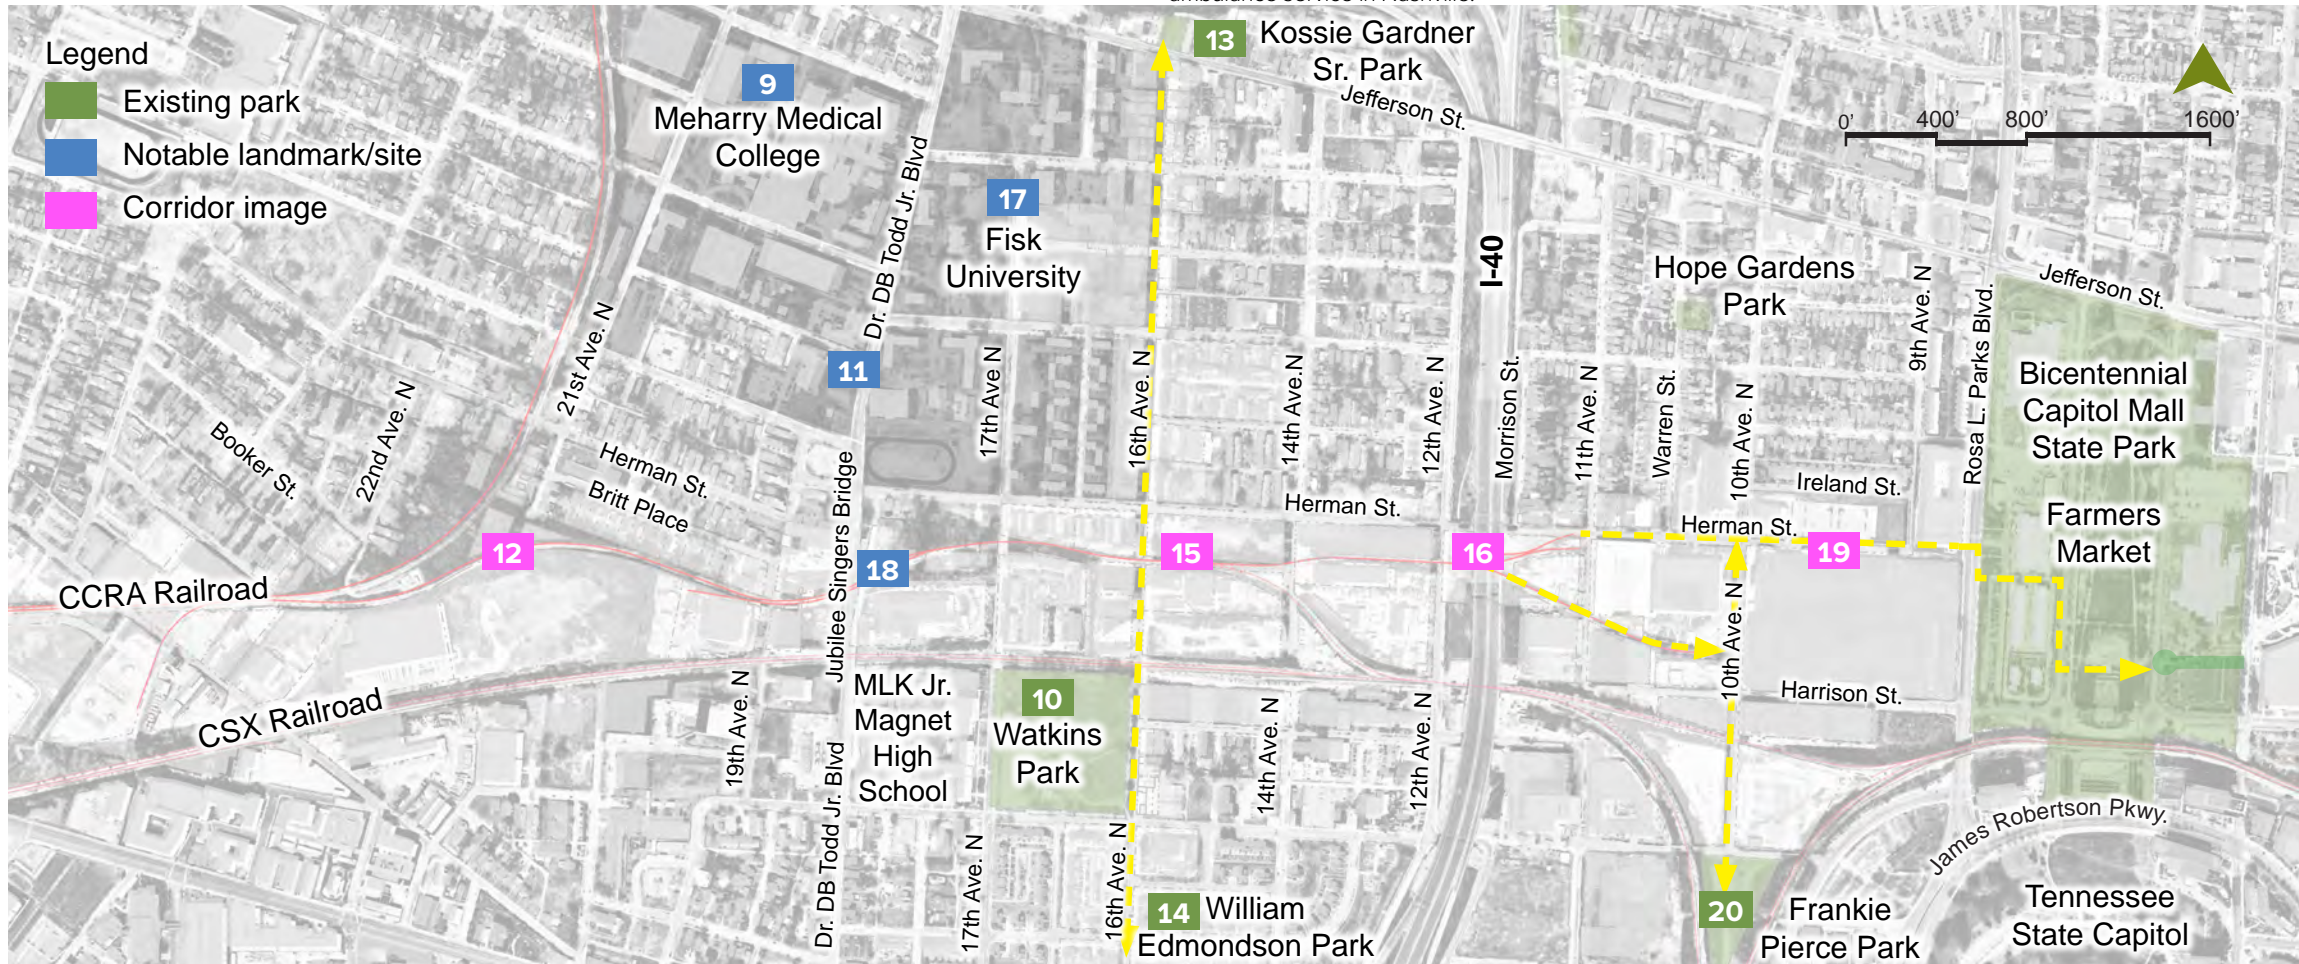 ambulance service in Nashville.
Legend
Existing park
Notable landmark/site
Corridor image
9
Meharry Medical
College
13
Kossie Gardner
Sr. Park
Jefferson St.
0' 400' 800' 1600'
Dr. DB Todd Jr. Blvd
17
Fisk
University
I-40
Hope Gardens
Park
9th Ave. N
Rosa L. Parks Blvd.
Jefferson St.
Bicentennial
Capitol Mall
State Park
Farmers
Market
21st Ave. N
11
22nd Ave. N
Booker St.
Herman St.
Britt Place
17th Ave N
16th Ave. N
14th Ave.N
12th Ave. N
Morrison St.
11th Ave. N
Warren St.
10th Ave. N
Ireland St.
Herman St.
Herman St.
Jubilee Singers Bridge
12
18
15
16
19
CCRA Railroad
CSX Railroad
10th Ave. N
Harrison St.
19th Ave. N
Dr. DB Todd Jr. Blvd
MLK Jr.
Magnet
High
School
10
Watkins
Park
14th Ave. N
12th Ave. N
17th Ave. N
16th Ave. N
14
William
Edmondson Park
20
Frankie
Pierce Park
James Robertson Pkwy.
Tennessee
State Capitol